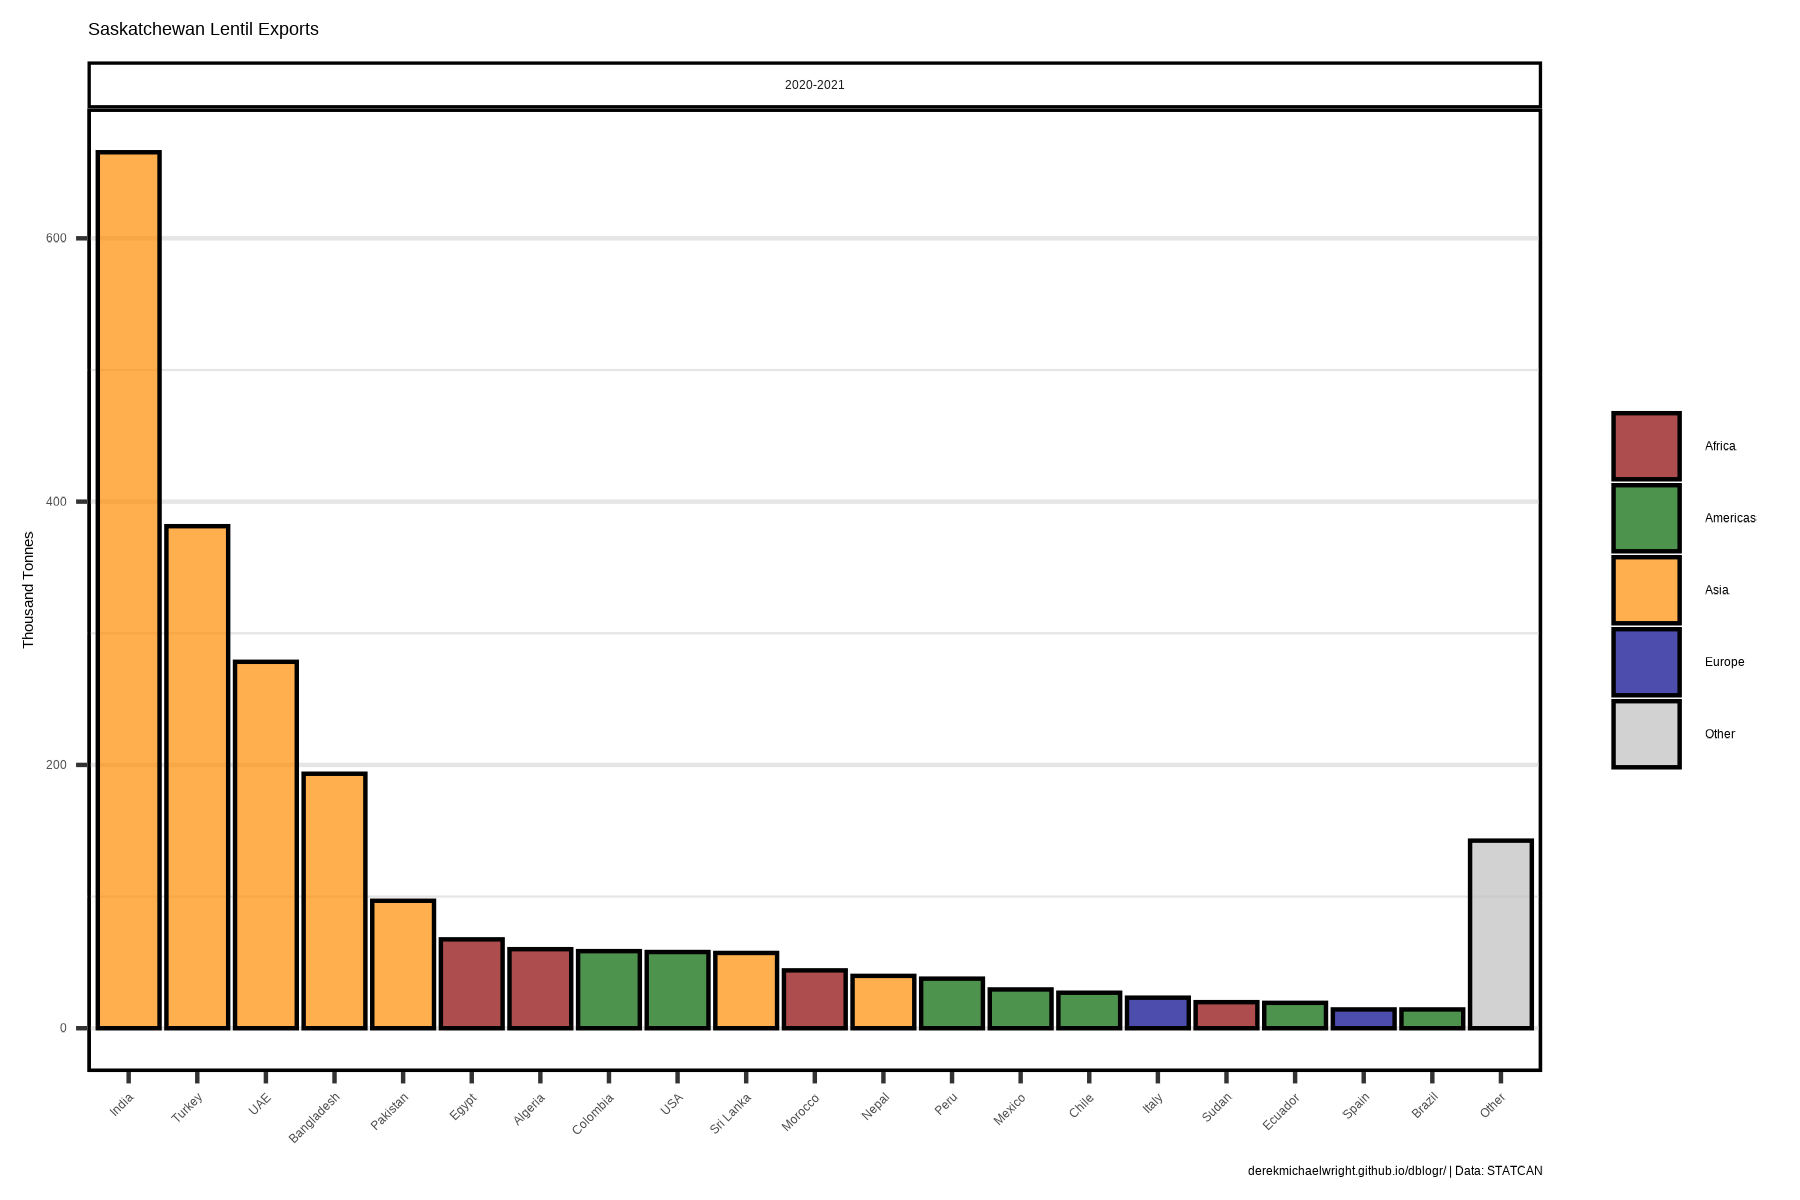 Saskatchewan Lentil Exports
2020-2021
Thousand Tonnes
600
400
200
0
India
Turkey
UAE
Bangladesh
Pakistan
Egypt
Algeria
Colombia
USA
Sri Lanka
Morocco
Nepal
Peru
Mexico
Chile
Italy
Sudan
Ecuador
Spain
Brazil
Other
Africa
Americas
Asia
Europe
Other
derekmichaelwright.github.io/dblogr/ | Data: STATCAN